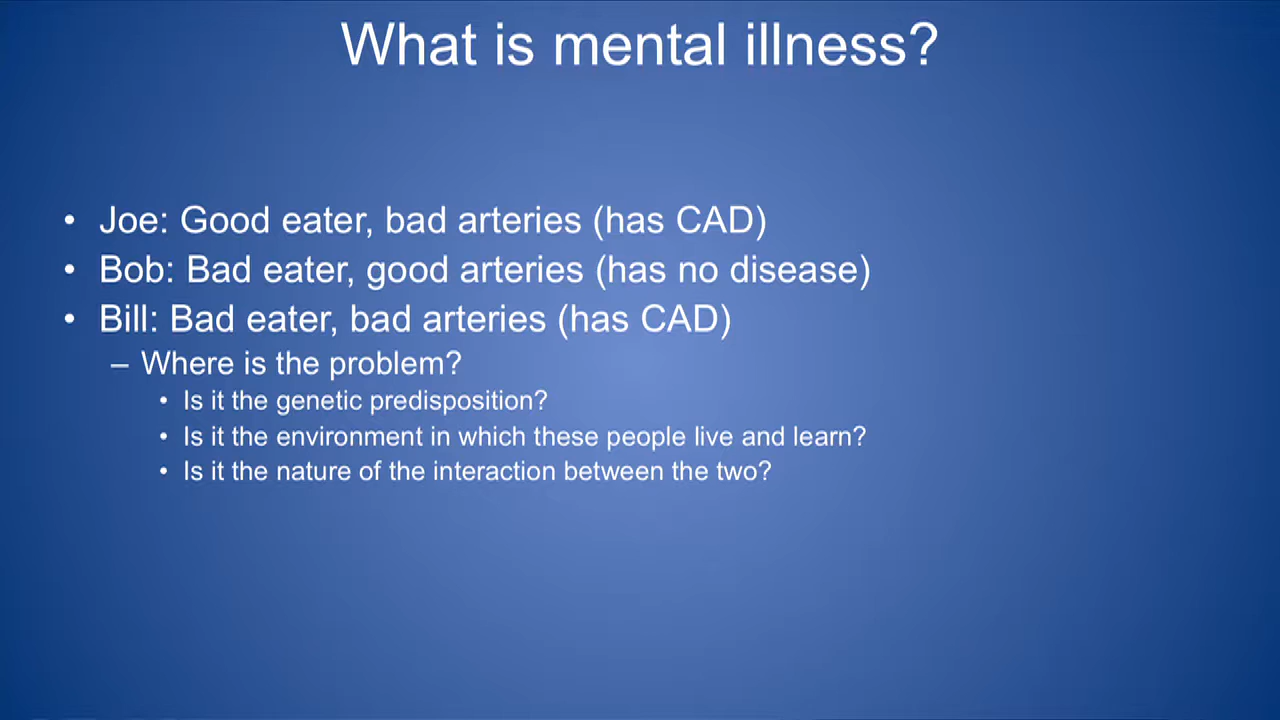 What is mental illness?
• Joe: Good eater, bad arteries (has CAD)
• Bob: Bad eater, good arteries (has no disease)
• Bill: Bad eater, bad arteries (has CAD)
– Where is the problem?
• Is it the genetic predisposition?
• Is it the environment in which these people live and learn?
• Is it the nature of the interaction between the two?